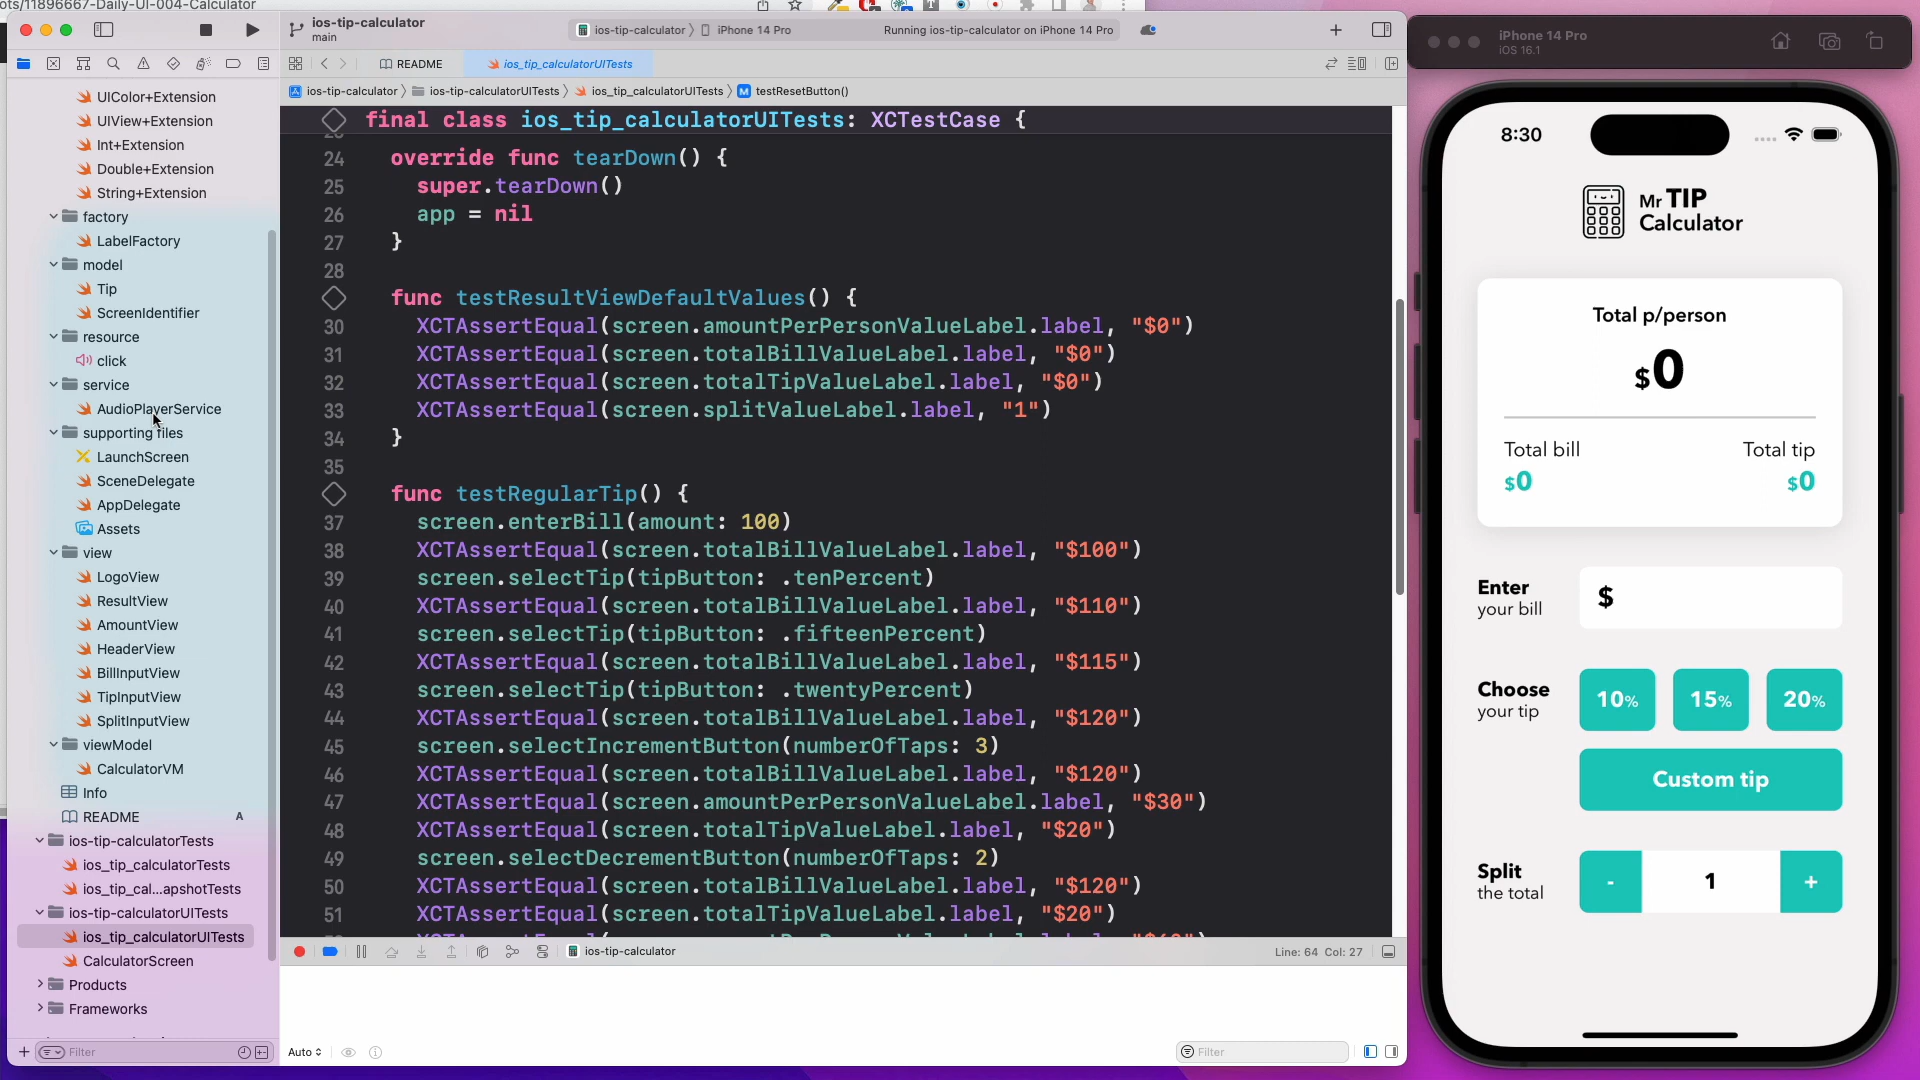 ots/11896667-Daily-UI-004-Calculator
ios-tip-calculator
main
ios-tip-calculator
iPhone 14 Pro
Running ios-tip-calculator on iPhone 14 Pro
README
ios_tip_calculatorUITests
ios-tip-calculator
ios-tip-calculatorUITests
ios_tip_calculatorUITests
M
testResetButton()
UIColor+Extension
UIView+Extension
Int+Extension
Double+Extension
String+Extension
factory
LabelFactory
model
Tip
ScreenIdentifier
resource
click
service
AudioPlayerService
supporting files
LaunchScreen
SceneDelegate
AppDelegate
Assets
view
LogoView
ResultView
AmountView
HeaderView
BillInputView
TipInputView
SplitInputView
viewModel
CalculatorVM
Info
README A
ios-tip-calculatorTests
ios_tip_calculatorTests
ios_tip_cal...apshotTests
ios-tip-calculatorUITests
ios_tip_calculatorUITests
CalculatorScreen
Products
Frameworks
Filter
final class ios_tip_calculatorUITests: XCTestCase {
24 override func tearDown() {
25 super.tearDown()
26 app = nil
27 }
28
func testResultViewDefaultValues() {
30 XCTAssertEqual(screen.amountPerPersonValueLabel.label, "$0")
31 XCTAssertEqual(screen.totalBillValueLabel.label, "$0")
32 XCTAssertEqual(screen.totalTipValueLabel.label, "$0")
33 XCTAssertEqual(screen.splitValueLabel.label, "1")
34 }
35
func testRegularTip() {
37 screen.enterBill(amount: 100)
38 XCTAssertEqual(screen.totalBillValueLabel.label, "$100")
39 screen.selectTip(tipButton: .tenPercent)
40 XCTAssertEqual(screen.totalBillValueLabel.label, "$110")
41 screen.selectTip(tipButton: .fifteenPercent)
42 XCTAssertEqual(screen.totalBillValueLabel.label, "$115")
43 screen.selectTip(tipButton: .twentyPercent)
44 XCTAssertEqual(screen.totalBillValueLabel.label, "$120")
45 screen.selectIncrementButton(numberOfTaps: 3)
46 XCTAssertEqual(screen.totalBillValueLabel.label, "$120")
47 XCTAssertEqual(screen.amountPerPersonValueLabel.label, "$30")
48 XCTAssertEqual(screen.totalTipValueLabel.label, "$20")
49 screen.selectDecrementButton(numberOfTaps: 2)
50 XCTAssertEqual(screen.totalBillValueLabel.label, "$120")
51 XCTAssertEqual(screen.totalTipValueLabel.label, "$20")
ios-tip-calculator
Line: 64 Col: 27
Auto
Filter
iPhone 14 Pro
iOS 16.1
8:30
Mr TIP
Calculator
Total p/person
$0
Total bill
Total tip
$0
$0
Enter
your bill
$
Choose
your tip
10%
15%
20%
Custom tip
Split
the total
-
1
+